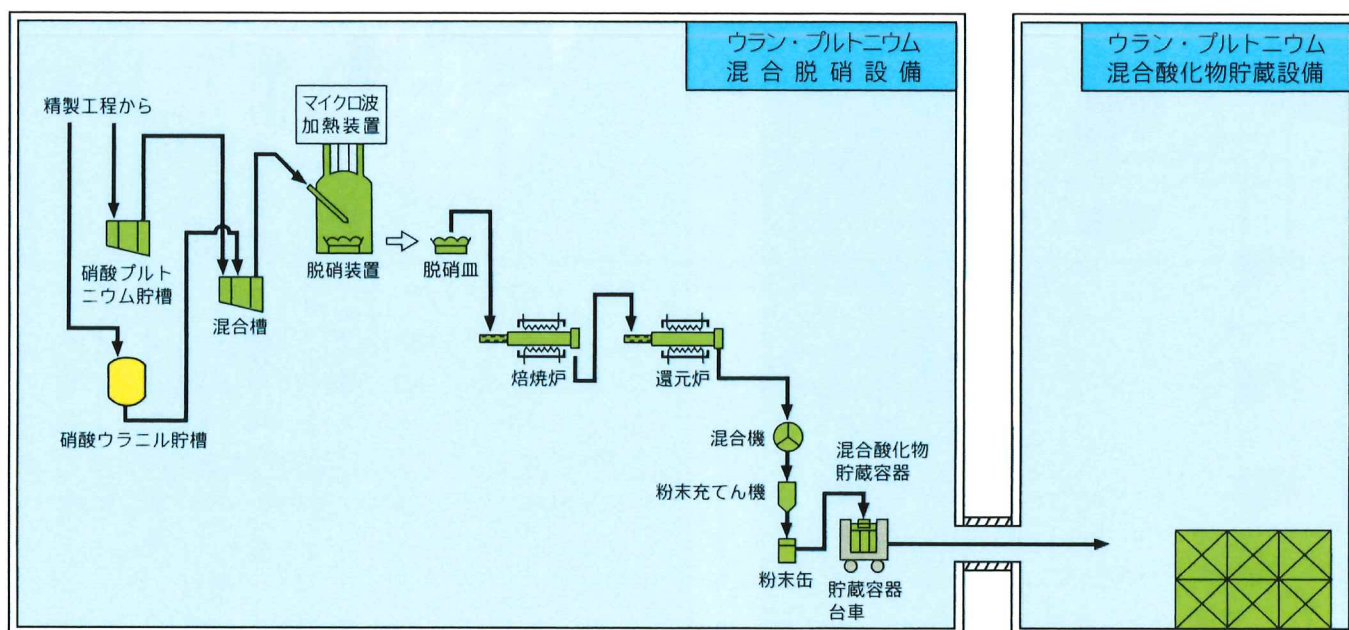 ウラン・プルトニウム
混合脱硝設備
ウラン・プルトニウム
混合酸化物貯蔵設備
精製工程から
マイクロ波
加熱装置
硝酸プルト
ニウム貯槽
混合槽
脱硝装置
脱硝皿
硝酸ウラニル貯槽
焙焼炉
還元炉
混合機
粉末充てん機
粉末缶
混合酸化物
貯蔵容器
貯蔵容器
台車